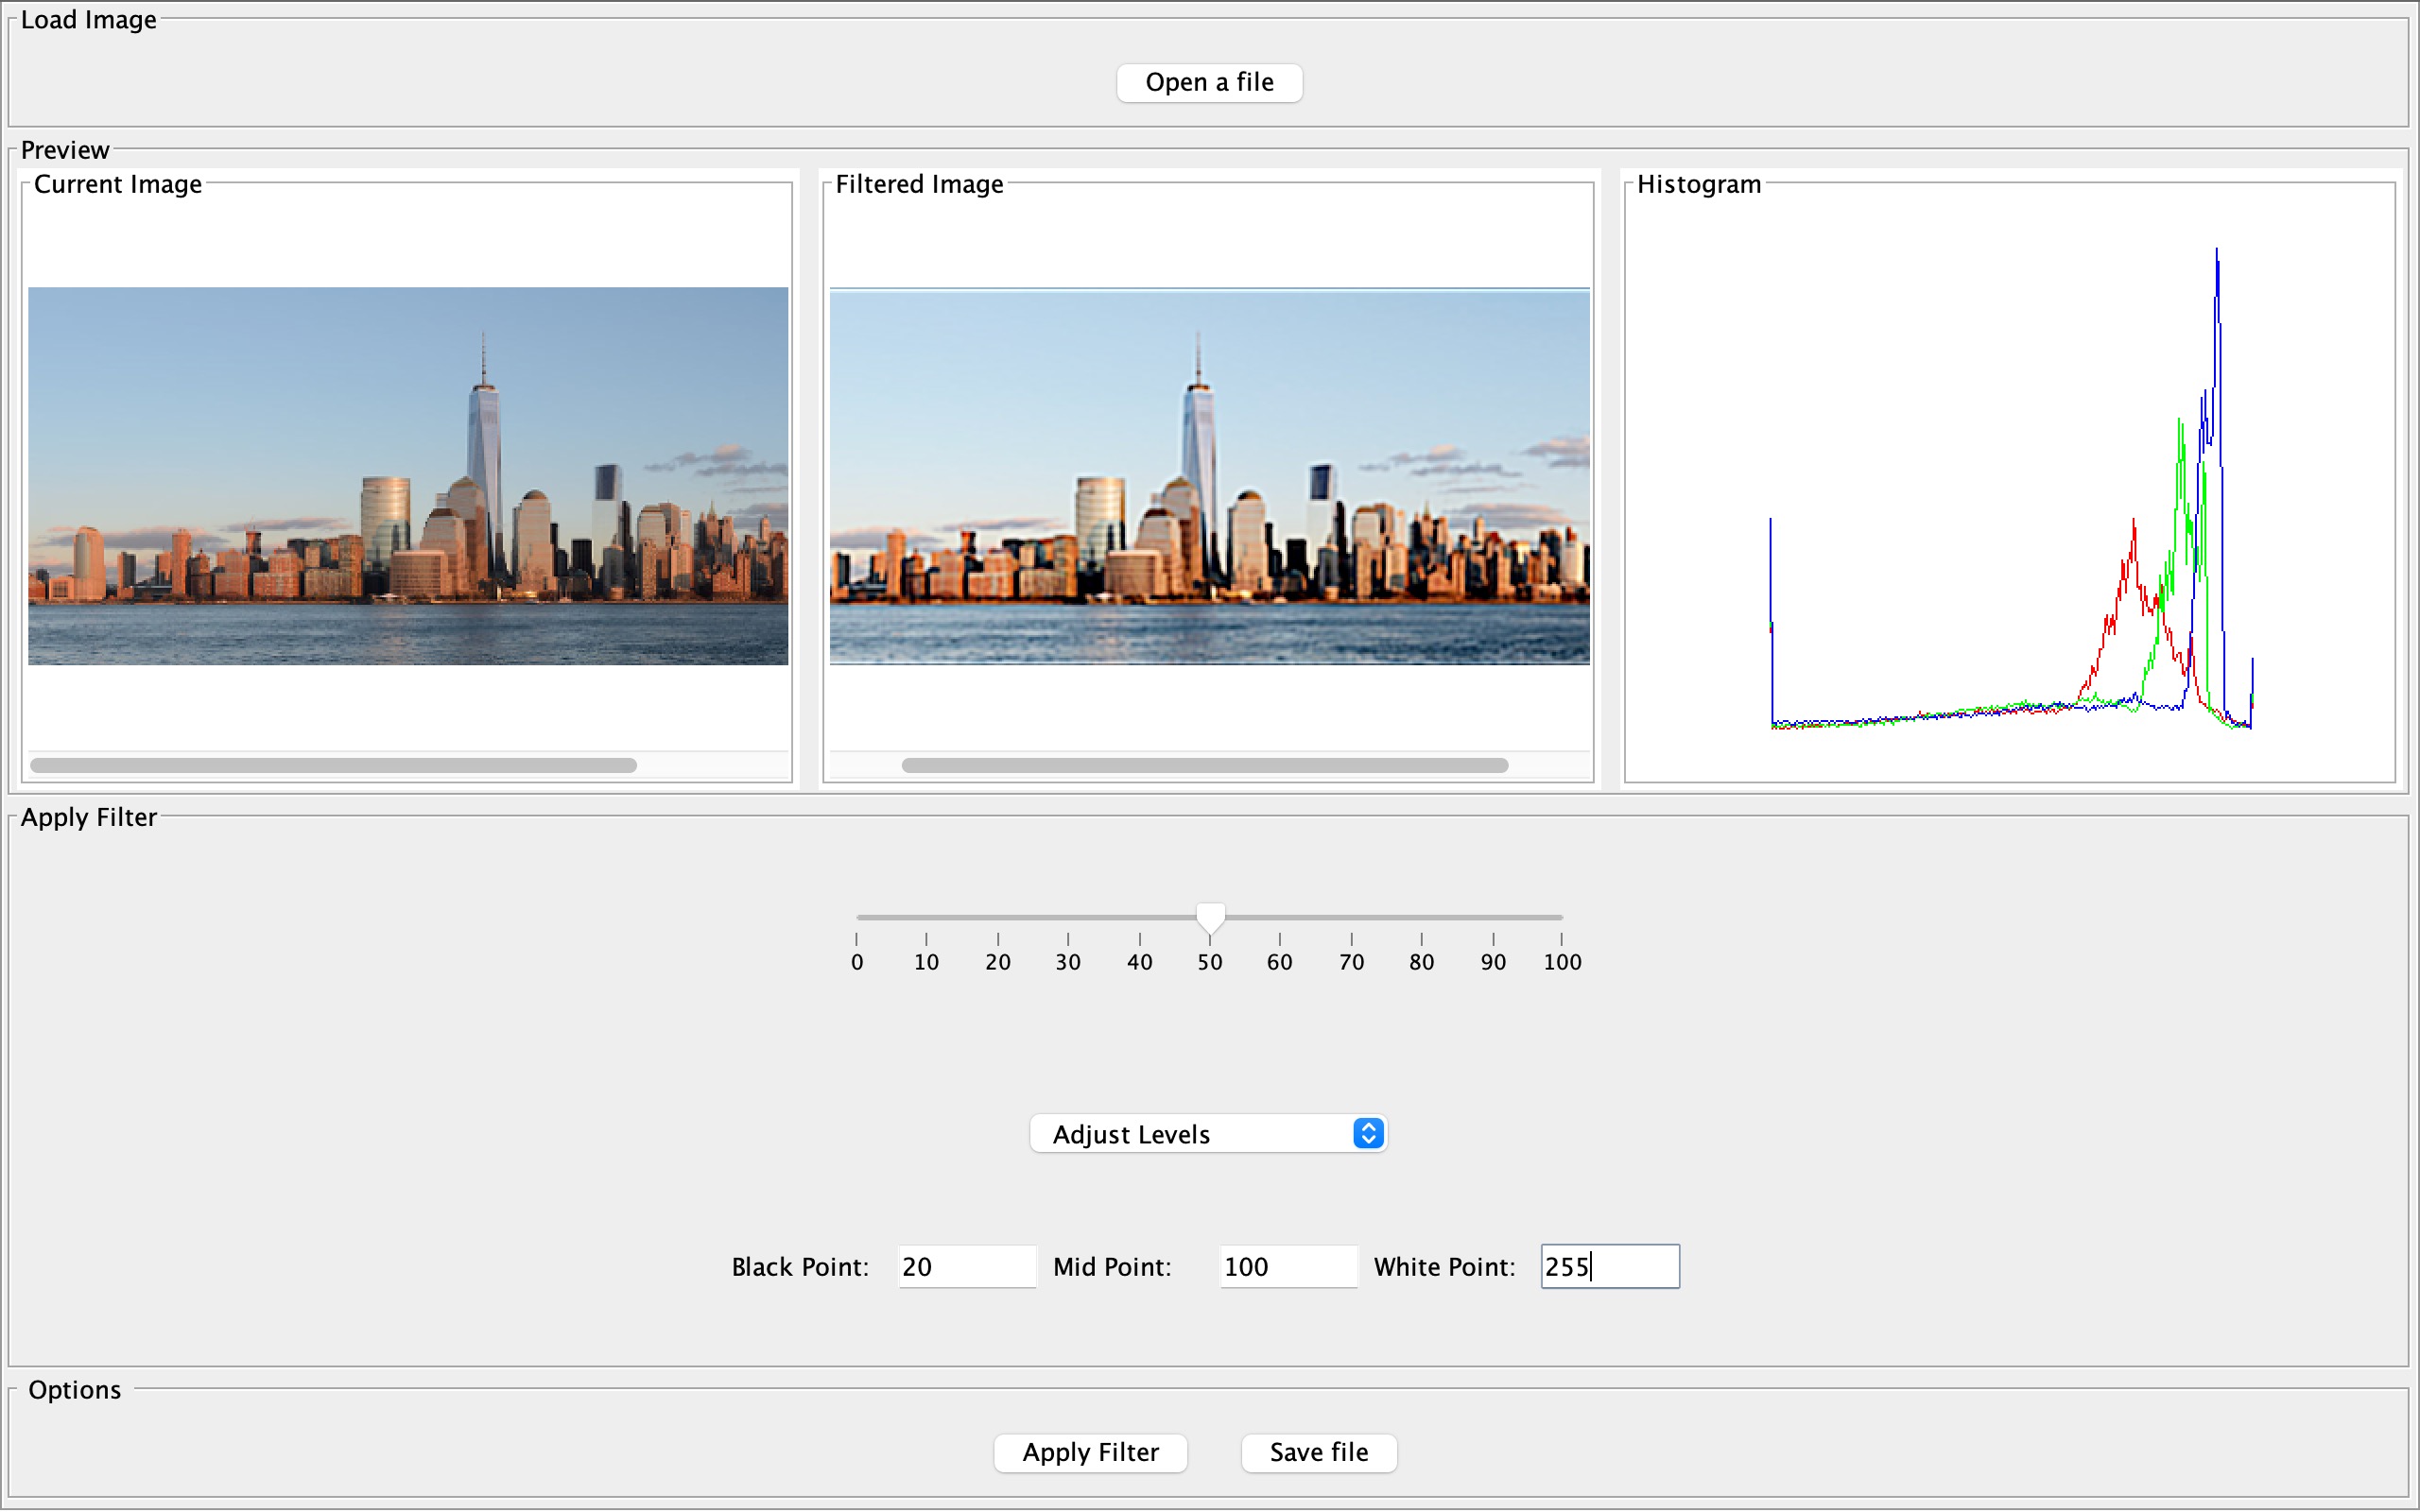 Load Image
Open a file
Preview
Current Image
Filtered Image
Histogram
Apply Filter
0 10 20 30 40 50 60 70 80 90 100
Adjust Levels
Black Point: 20 Mid Point: 100 White Point: 255
Options
Apply Filter Save file